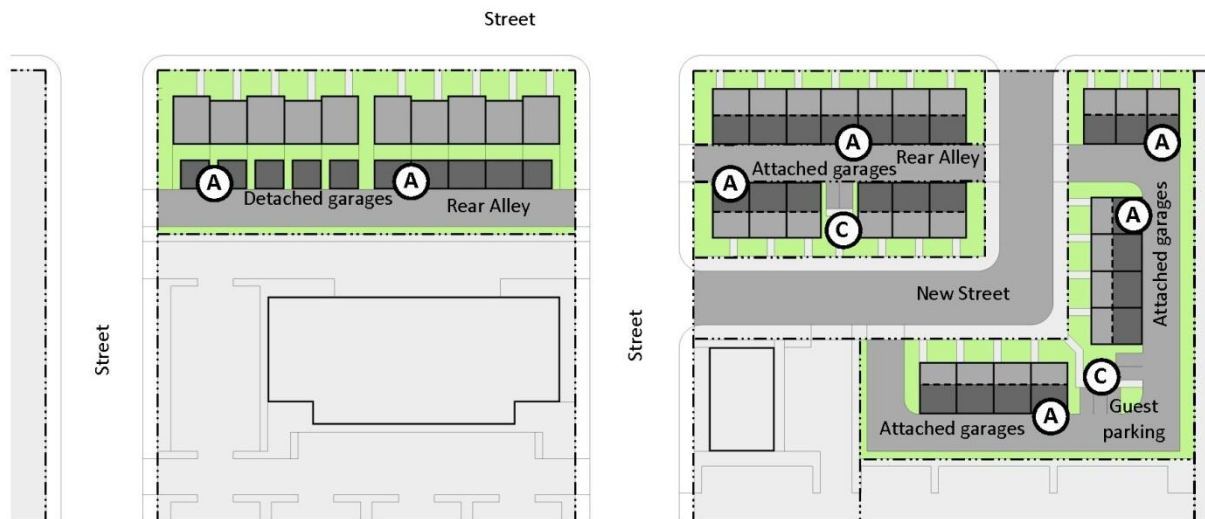 Street
A
A
Detached garages
Rear Alley
Street
A
Attached garages
Rear Alley
A
C
A
A
Attached garages
New Street
Street
C
A
Attached garages
Guest
parking